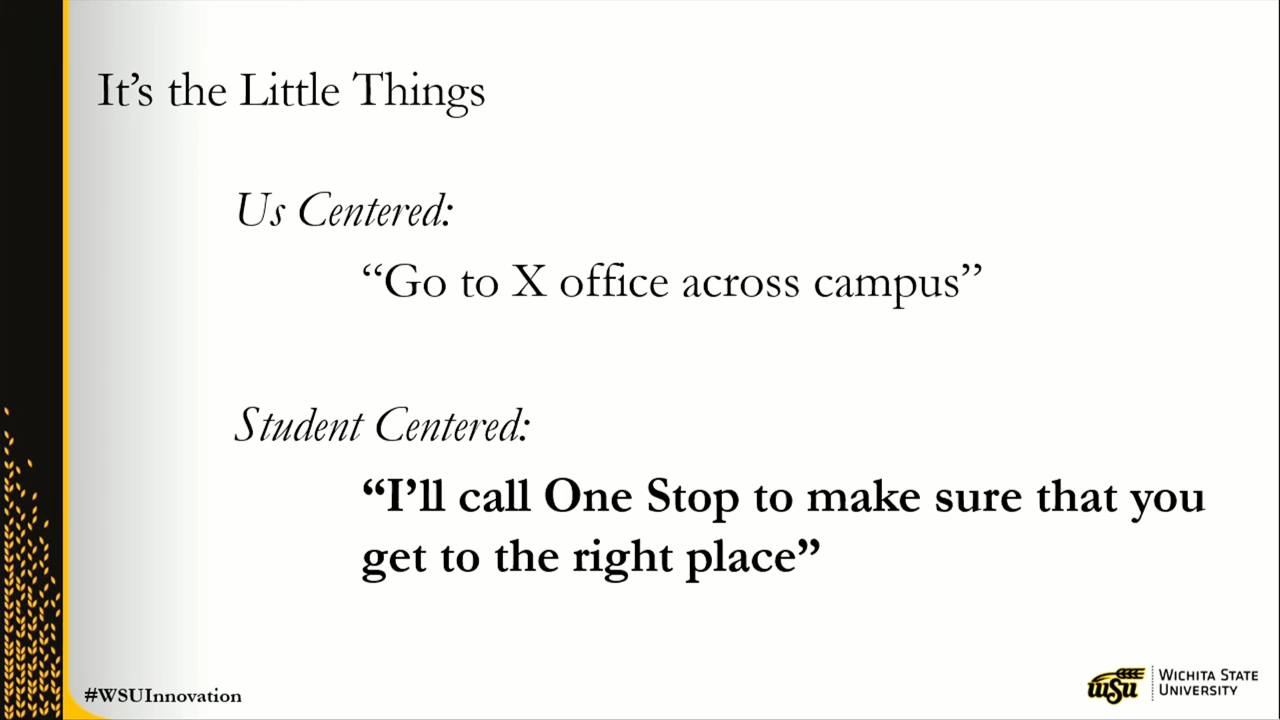 It’s the Little Things
Us Centered:
“Go to X office across campus”
Student Centered:
“I’ll call One Stop to make sure that you
get to the right place”
#WSUInnovation
wsu
WICHITA STATE
UNIVERSITY